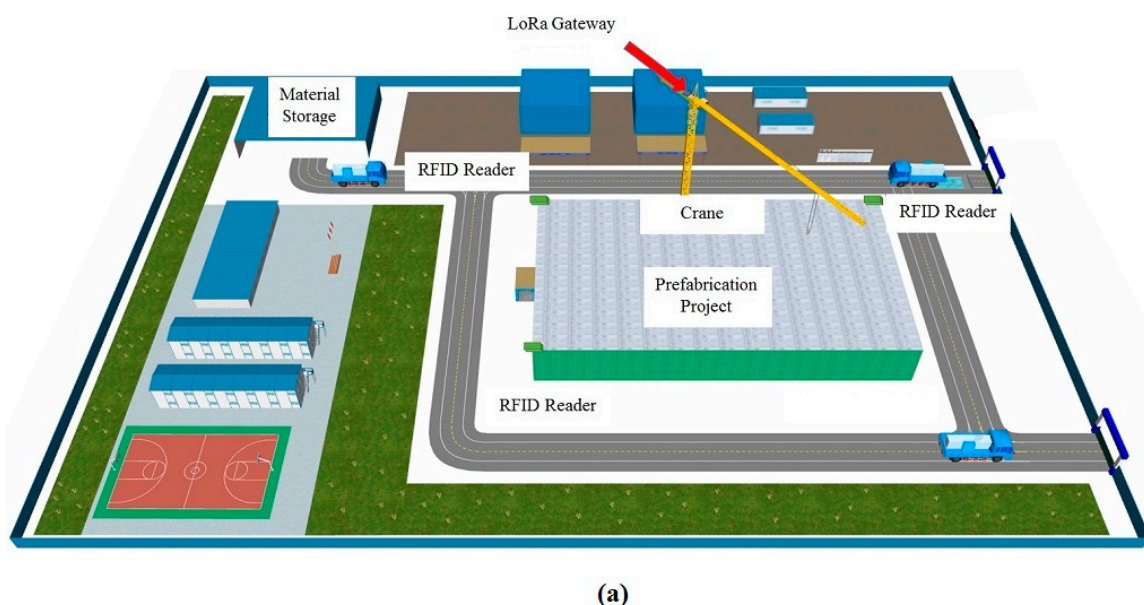 LoRa Gateway
Material
Storage
RFID Reader
Crane
RFID Reader
Prefabrication
Project
RFID Reader
(a)